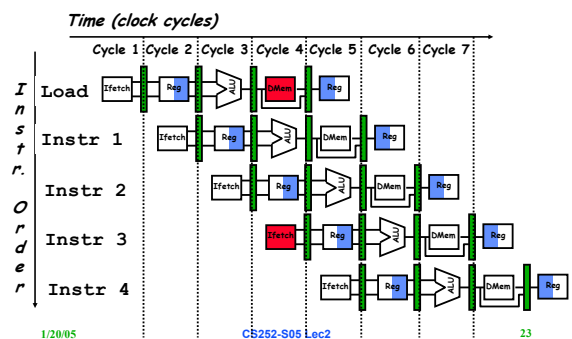 Time (clock cycles)
Cycle 1 Cycle 2 Cycle 3 Cycle 4 Cycle 5 Cycle 6 Cycle 7
Instr. Order
Load Ifetch Reg ALU DMem Reg
Instr 1 Ifetch Reg ALU DMem Reg
Instr 2 Ifetch Reg ALU DMem Reg
Instr 3 Ifetch Reg ALU DMem Reg
Instr 4 Ifetch Reg ALU DMem Reg
1/20/05 CS252-S05 Lec2 23